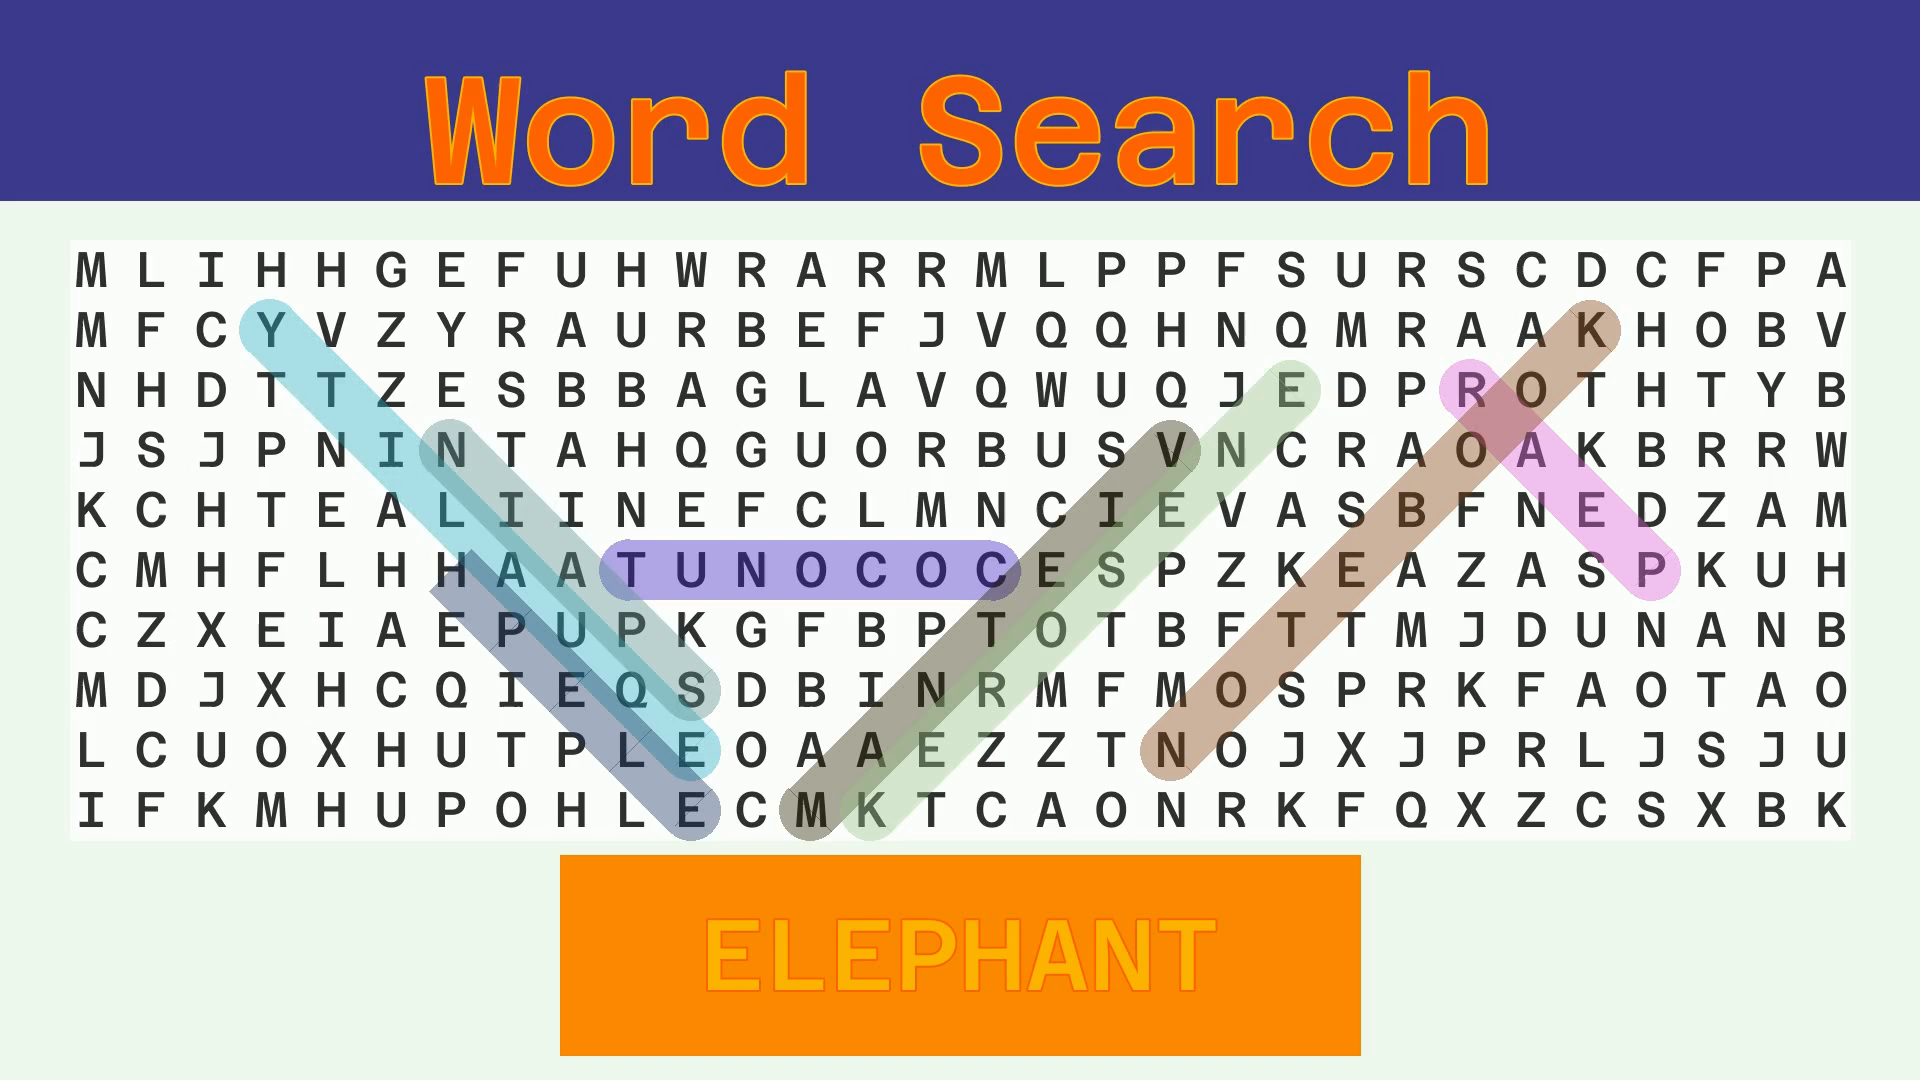 Word Search
M L I H H G E F U H W R A R R M L P P F S U R S C D C F P A
M F C Y V Z Y R A U R B E F J V Q Q H N Q M R A A K H O B V
N H D T T Z E S B B A G L A V Q W U Q J E D P R O T H T Y B
J S J P N I N T A H Q G U O R B U S V N C R A O A K B R R W
K C H T E A L I I N E F C L M N C I E V A S B F N E D Z A M
C M H F L H H A A T U N O C O C E S P Z K E A Z A S P K U H
C Z X E I A E P U P K G F B P T O T B F T T M J D U N A N B
M D J X H C Q I E Q S D B I N R M F M O S P R K F A O T A O
L C U O X H U T P L E O A A E Z Z T N O J X J P R L J S J U
I F K M H U P O H L E C M K T C A O N R K F Q X Z C S X B K
ELEPHANT